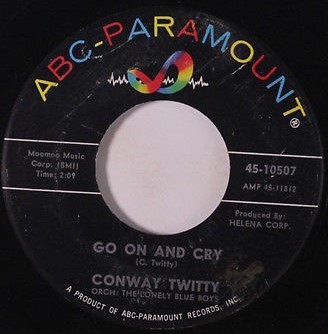 ABC-PARAMOUNT®
Moomoo Music
Corp. (BMI)
Time: 2:09
45-10507
AMP 45-11812
Produced By:
HELENA CORP.
GO ON AND CRY
(C. Twitty)
CONWAY TWITTY
ORCH: THE LONELY BLUE BOYS
A PRODUCT OF ABC-PARAMOUNT RECORDS, INC.